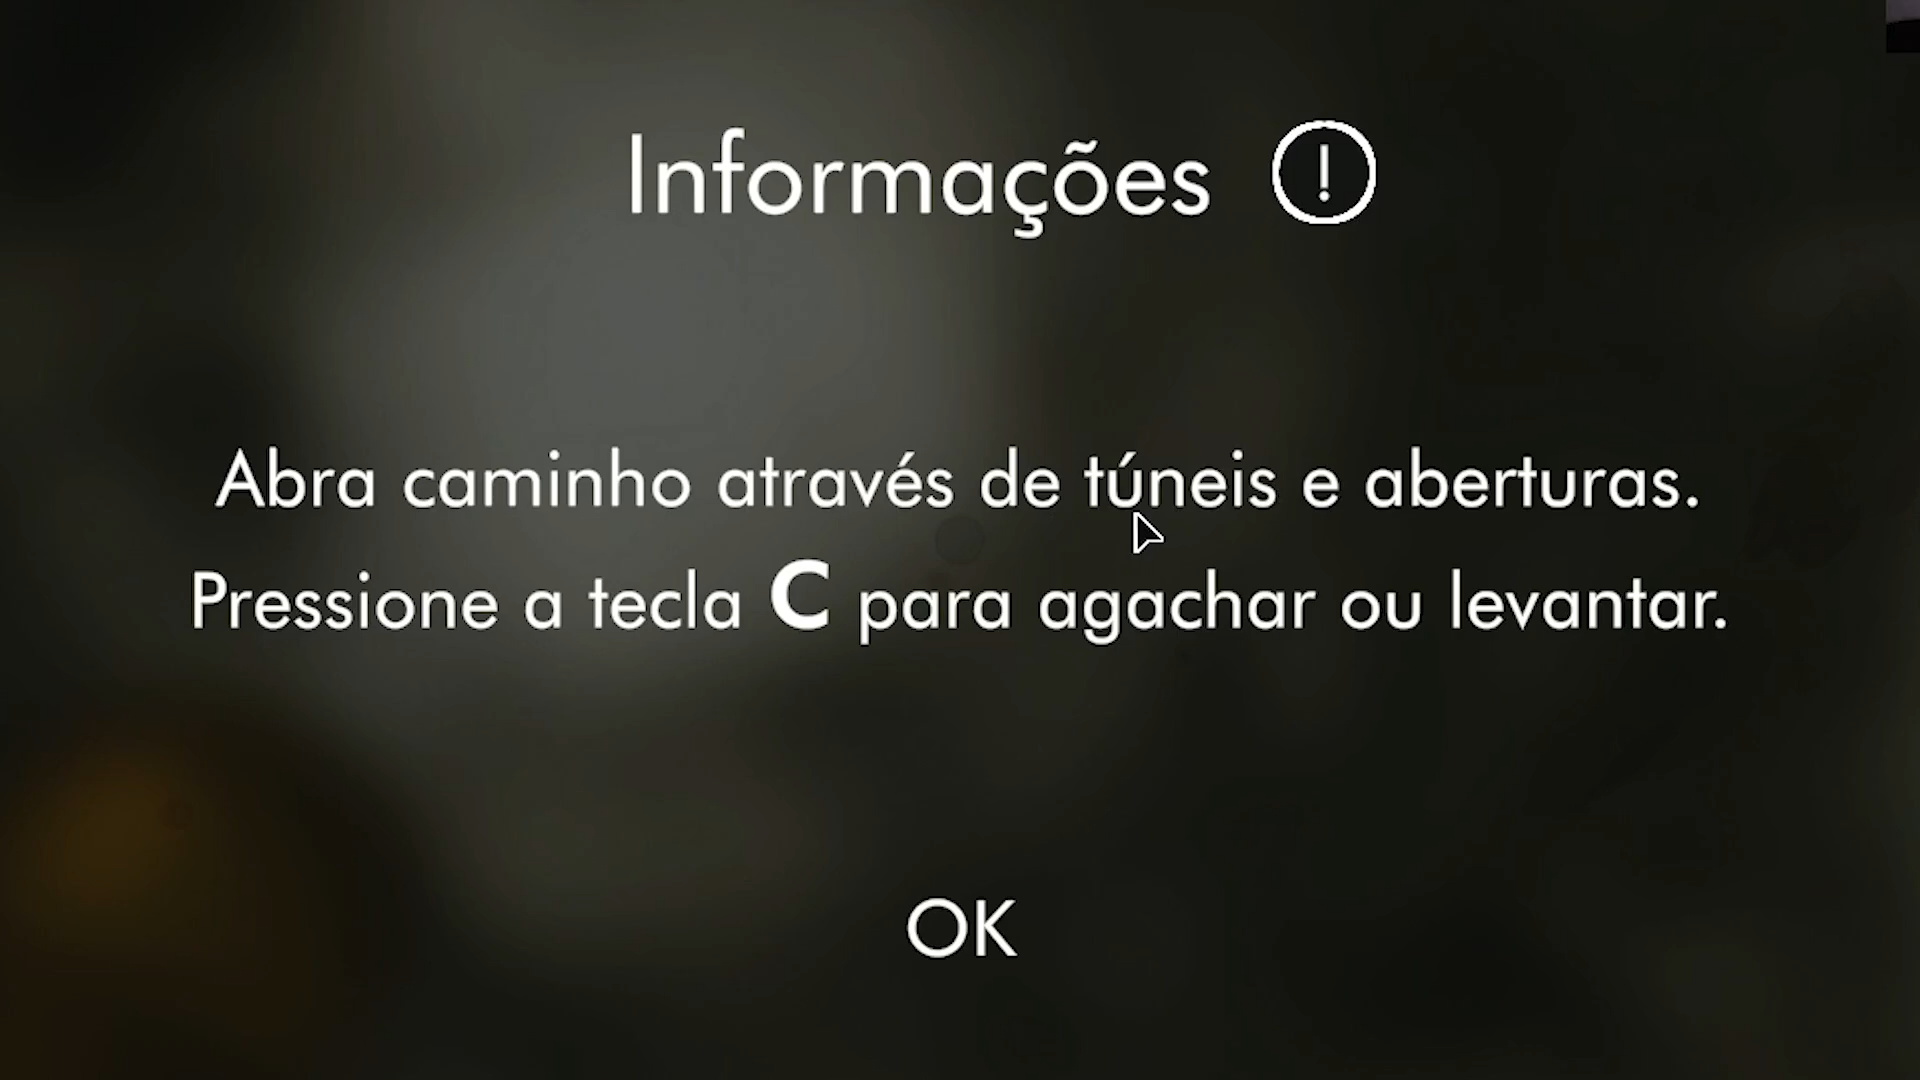 Informações !
Abra caminho através de túneis e aberturas.
Pressione a tecla C para agachar ou levantar.
OK